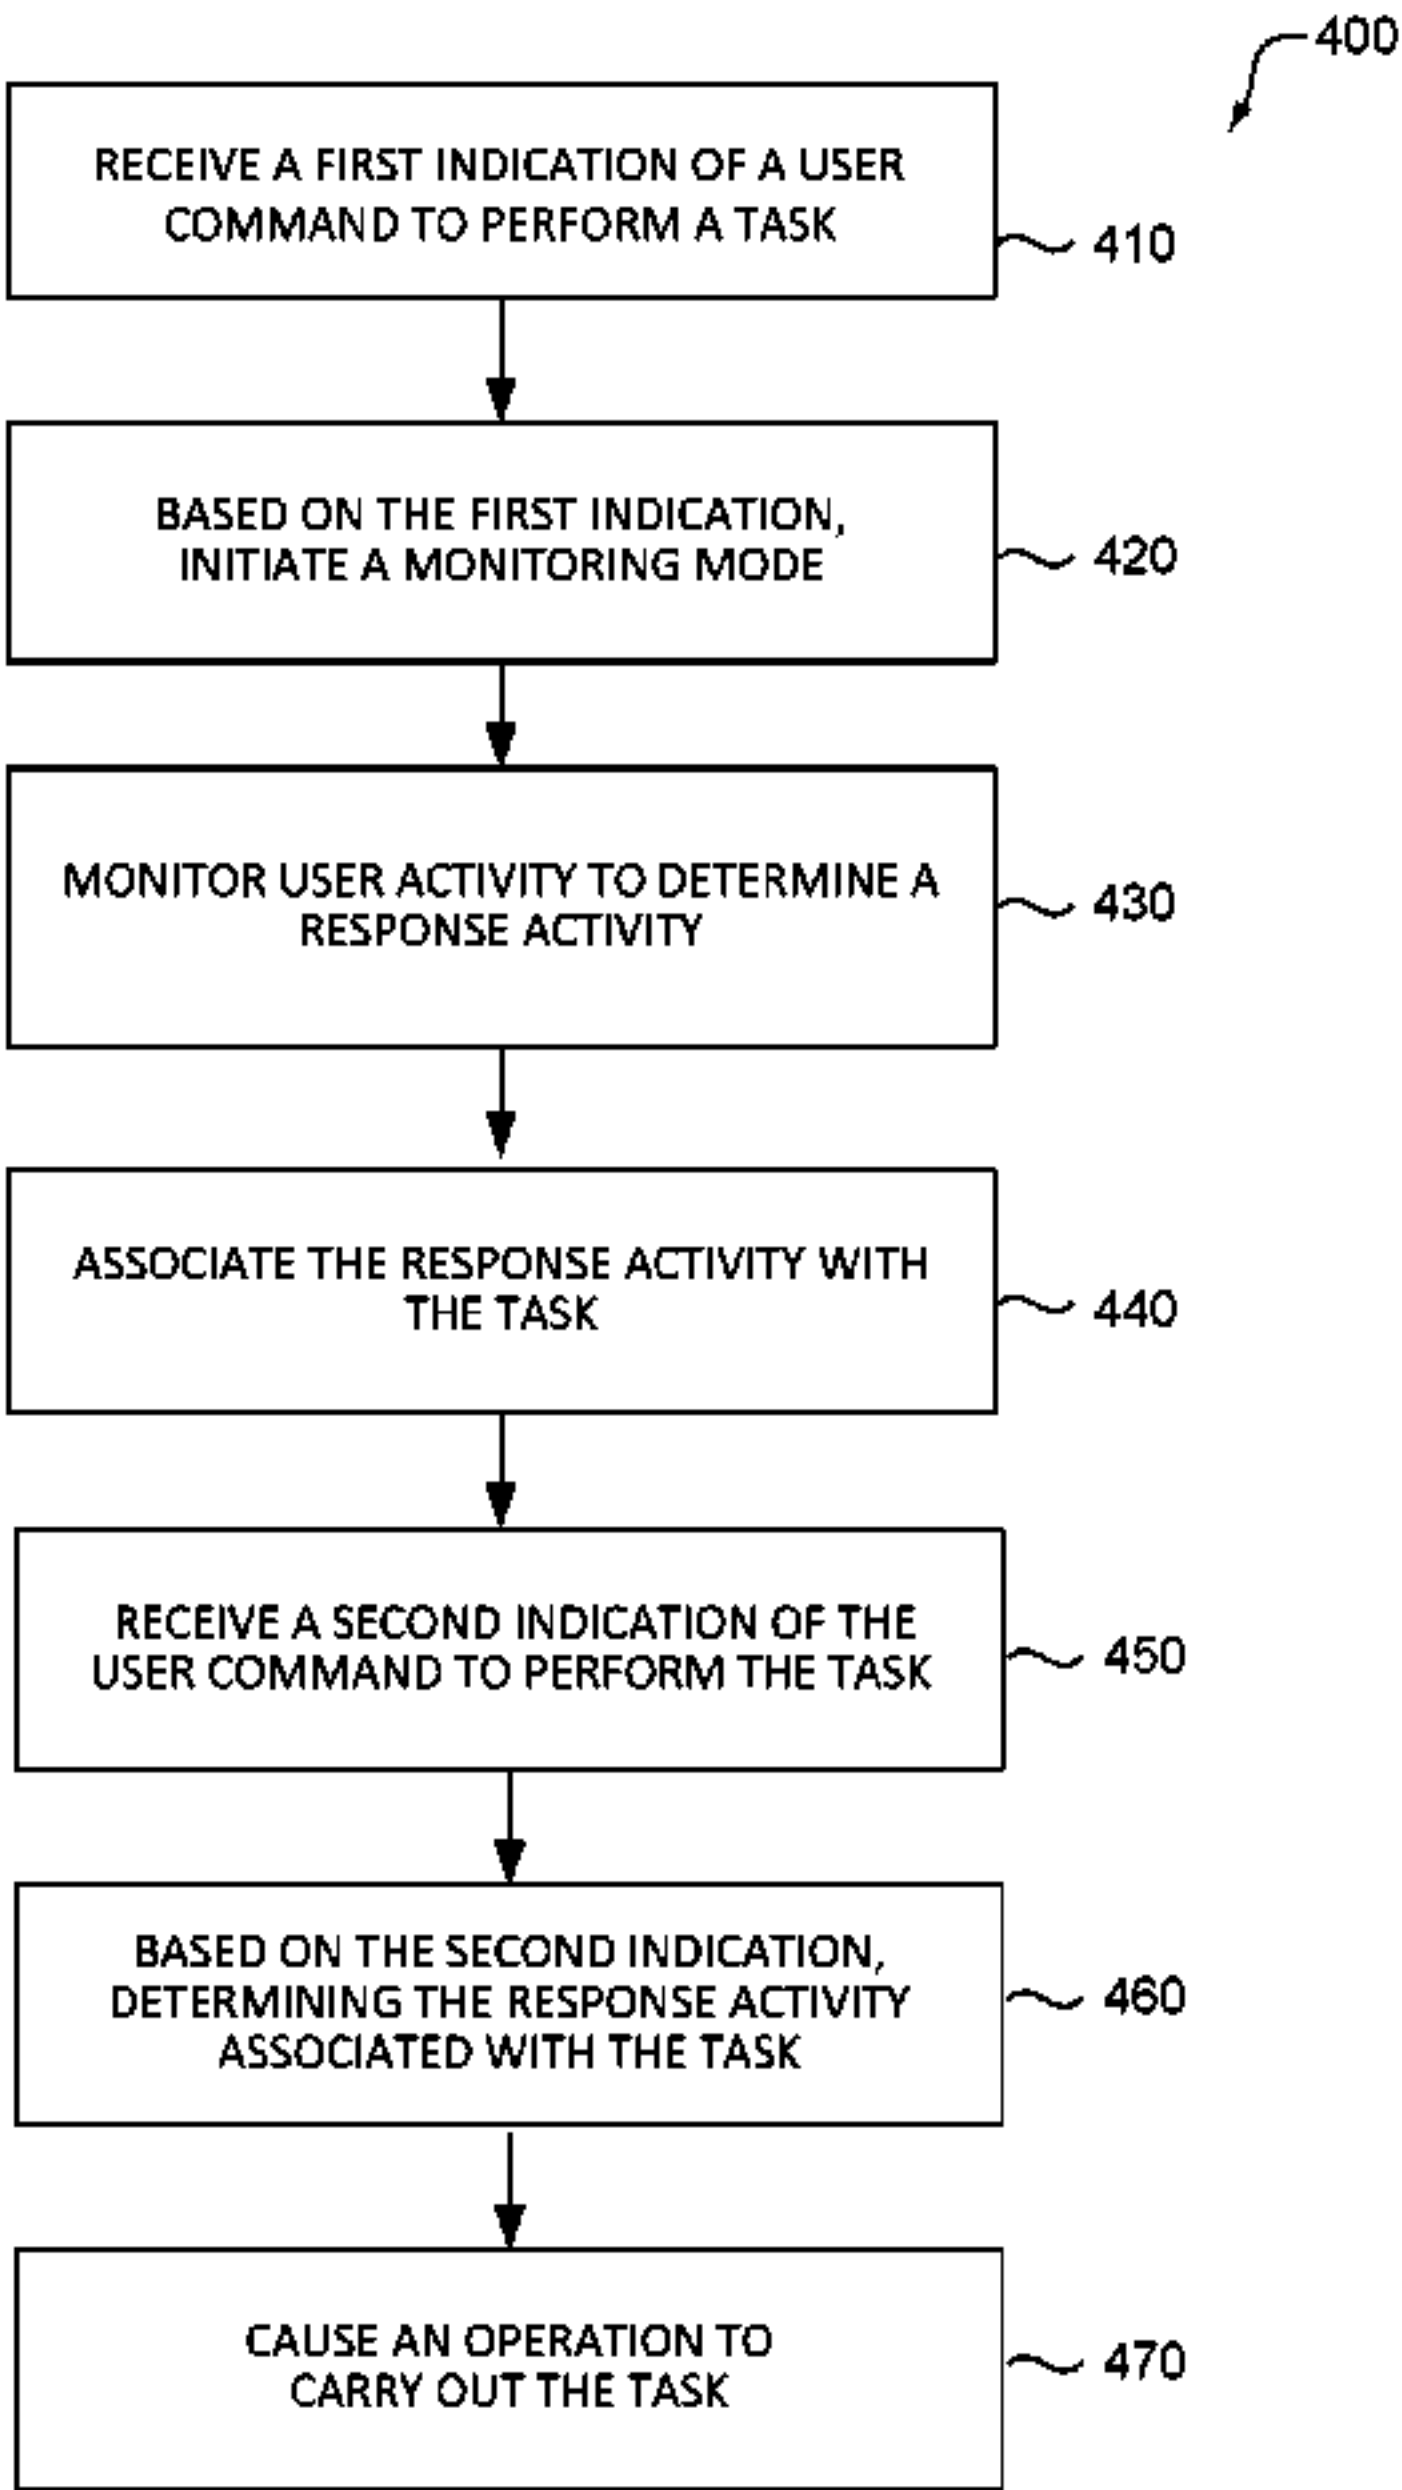 400
RECEIVE A FIRST INDICATION OF A USER
COMMAND TO PERFORM A TASK
410
BASED ON THE FIRST INDICATION,
INITIATE A MONITORING MODE
420
MONITOR USER ACTIVITY TO DETERMINE A
RESPONSE ACTIVITY
430
ASSOCIATE THE RESPONSE ACTIVITY WITH
THE TASK
440
RECEIVE A SECOND INDICATION OF THE
USER COMMAND TO PERFORM THE TASK
450
BASED ON THE SECOND INDICATION,
DETERMINING THE RESPONSE ACTIVITY
ASSOCIATED WITH THE TASK
460
CAUSE AN OPERATION TO
CARRY OUT THE TASK
470